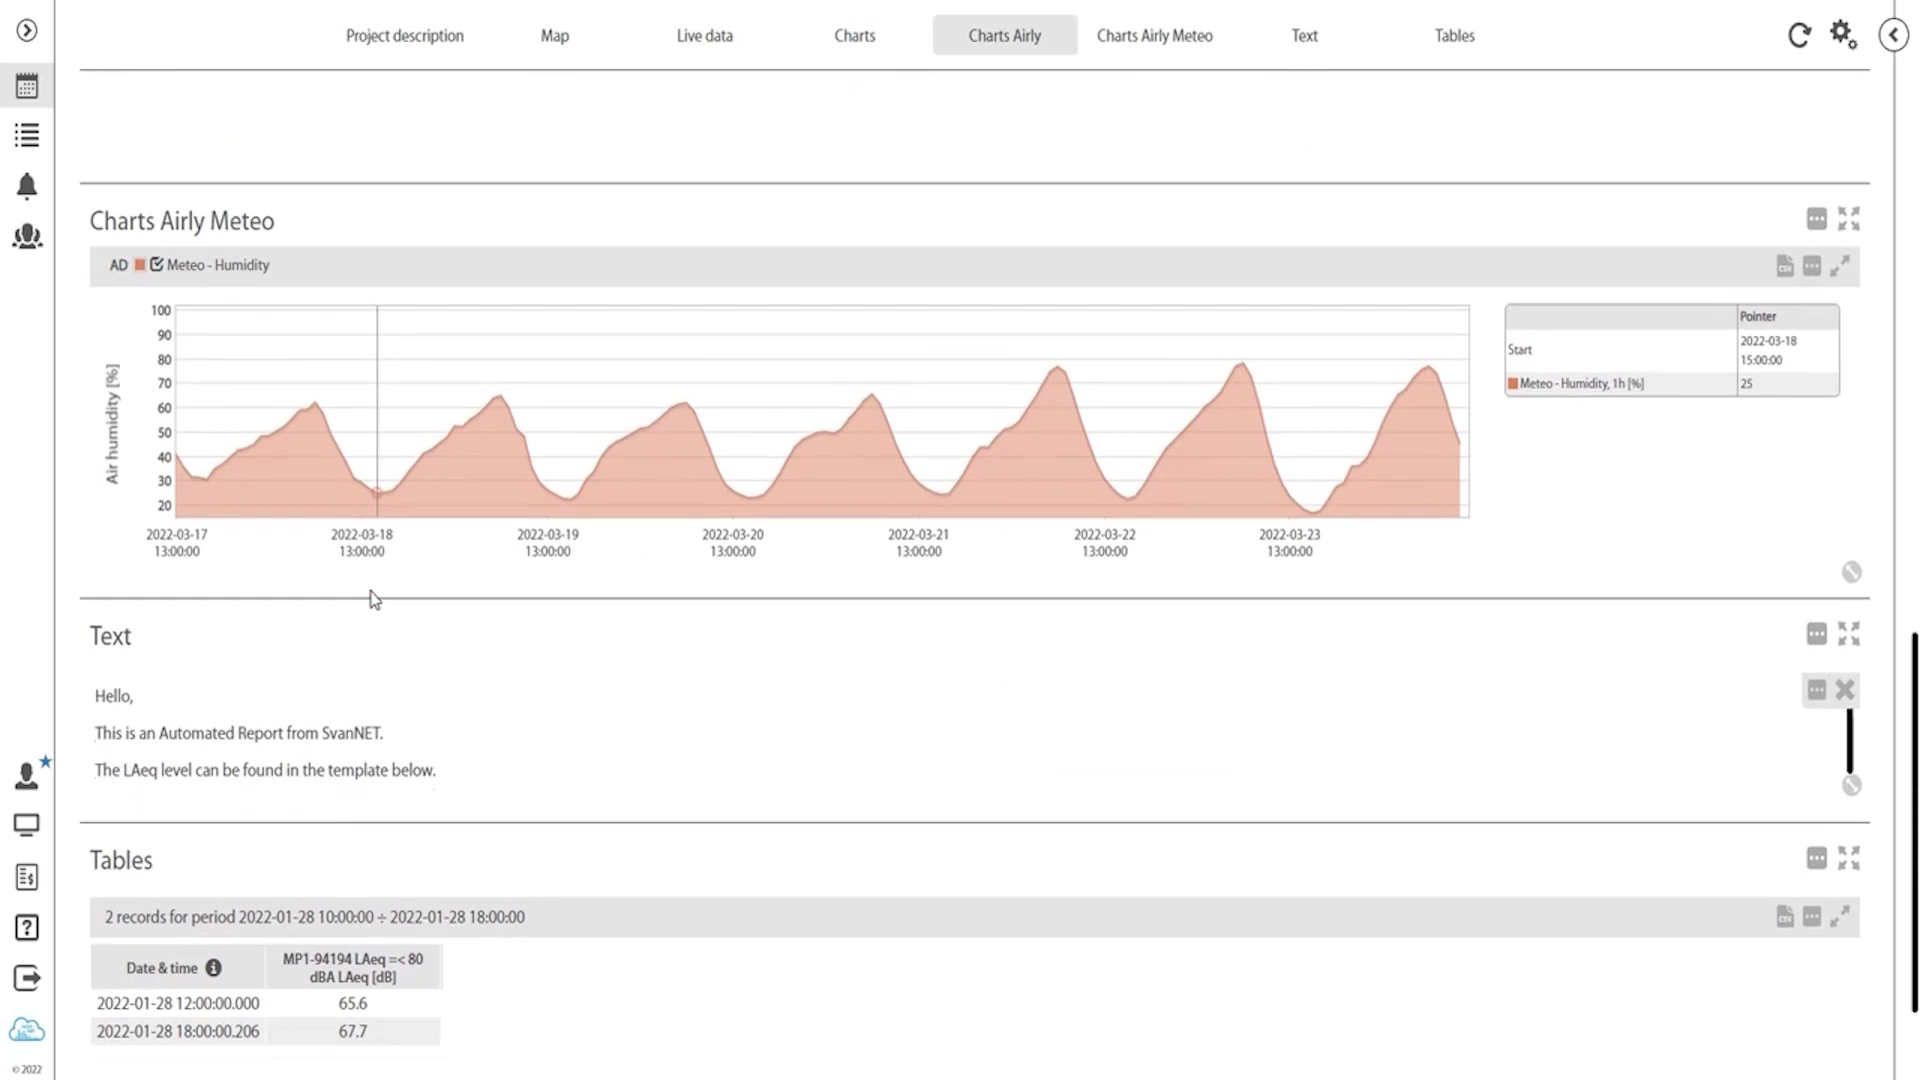 Project description
Map
Live data
Charts
Charts Airly
Charts Airly Meteo
Text
Tables
Charts Airly Meteo
AD Meteo - Humidity
CSV
100
90
80
70
60
50
40
30
20
Air humidity [%]
2022-03-17
13:00:00
2022-03-18
13:00:00
2022-03-19
13:00:00
2022-03-20
13:00:00
2022-03-21
13:00:00
2022-03-22
13:00:00
2022-03-23
13:00:00
Pointer
Start
2022-03-18
15:00:00
Meteo - Humidity, 1h [%]
25
Text
Hello,
This is an Automated Report from SvanNET.
The LAeq level can be found in the template below.
Tables
2 records for period 2022-01-28 10:00:00 ÷ 2022-01-28 18:00:00
CSV
Date & time
MP1-94194 LAeq =< 80
dBA LAeq [dB]
2022-01-28 12:00:00.000
65.6
2022-01-28 18:00:00.206
67.7
© 2022